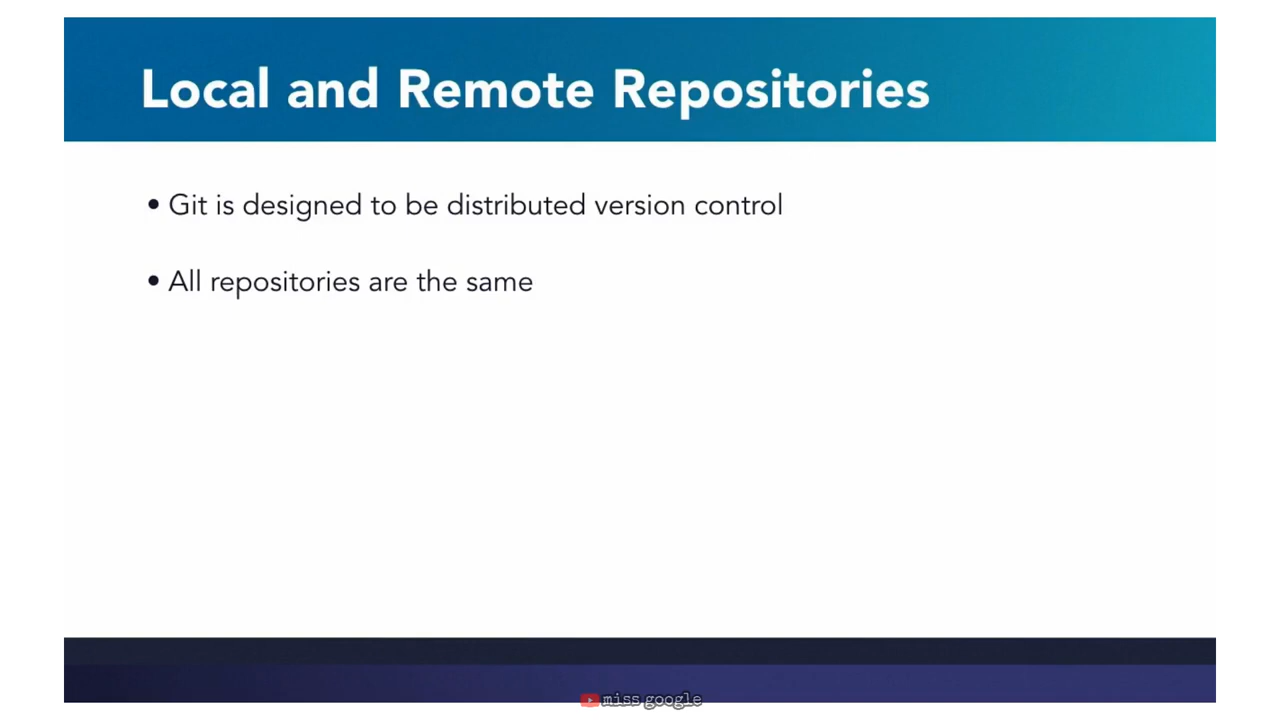 Local and Remote Repositories
• Git is designed to be distributed version control
• All repositories are the same
miss google